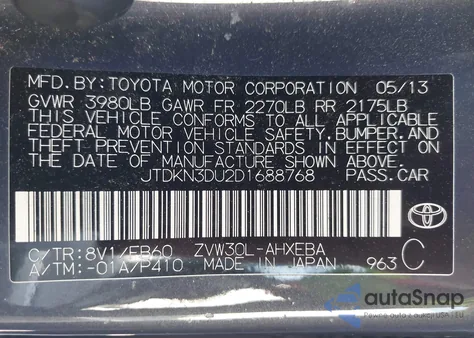 MFD.BY:TOYOTA MOTOR CORPORATION 05/13
GVWR 3980LB GAWR FR 2270LB RR 2175LB
THIS VEHICLE CONFORMS TO ALL APPLICABLE
FEDERAL MOTOR VEHICLE SAFETY,BUMPER,AND
THEFT PREVENTION STANDARDS IN EFFECT ON
THE DATE OF MANUFACTURE SHOWN ABOVE.
JTDKN3DU2D1688768 PASS.CAR
C/TR:8V1/FB60 ZVW30L-AHXEBA C
A/TM:-01A/P410 MADE IN JAPAN 963
TOYOTA
autoSnap